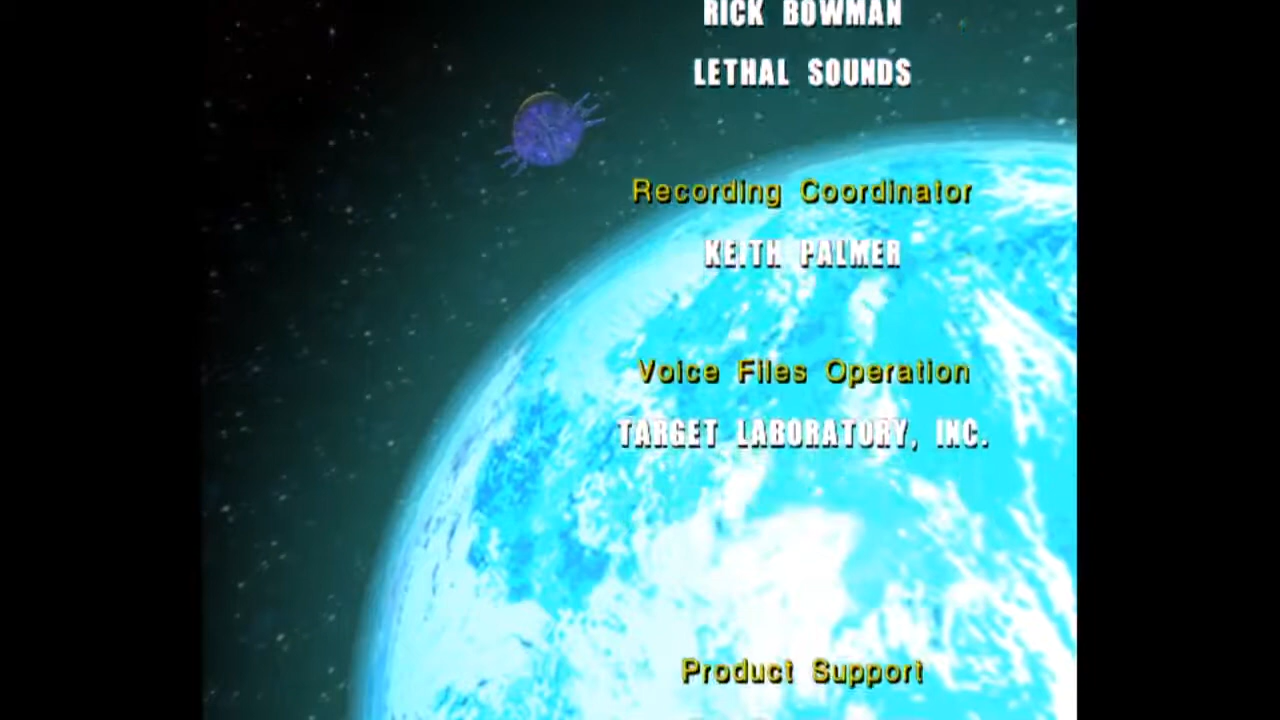 RICK BOWMAN
LETHAL SOUNDS
Recording Coordinator
KEITH PALMER
Voice Files Operation
TARGET LABORATORY, INC.
Product Support